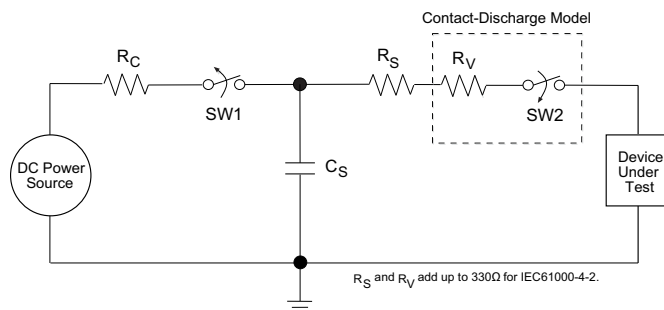 Contact-Discharge Model
RC
RS
RV
SW1
SW2
DC Power
Source
CS
Device
Under
Test
RS and RV add up to 330Ω for IEC61000-4-2.